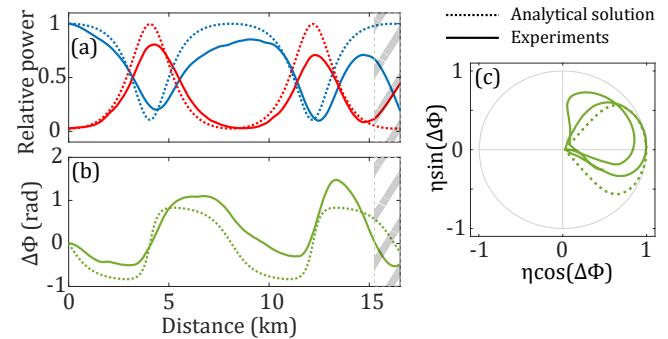 Analytical solution
Experiments
Relative power
1
0.5
0
(a)
ΔΦ (rad)
2
1
0
-1
(b)
0
5
10
15
Distance (km)
(c)
ηsin(ΔΦ)
1
0
-1
-1
0
1
ηcos(ΔΦ)